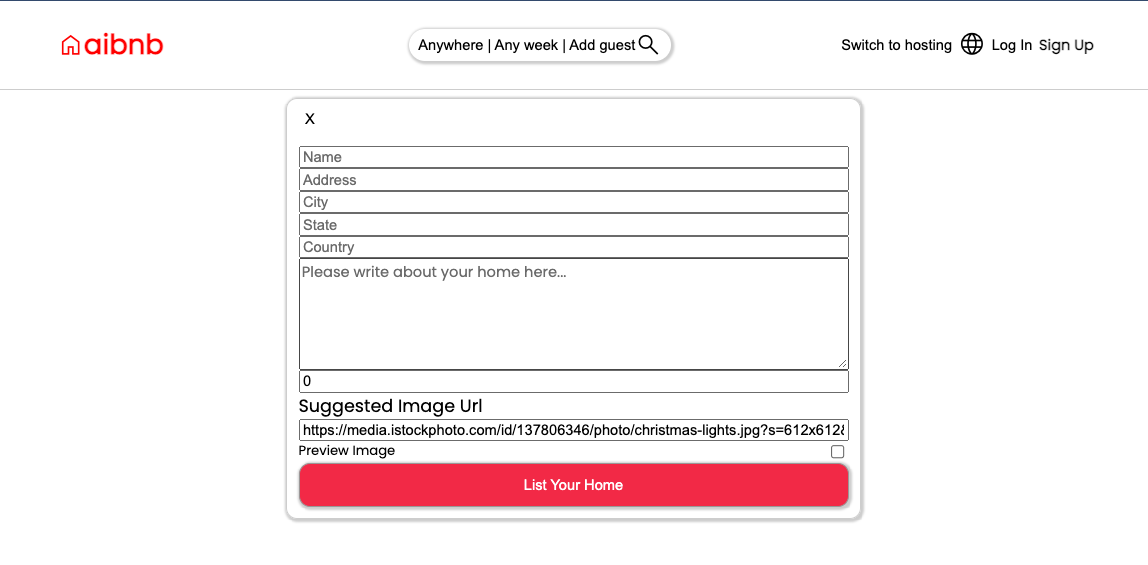 aibnb
Anywhere | Any week | Add guest
Switch to hosting
Log In
Sign Up
X
Name
Address
City
State
Country
Please write about your home here...
0
Suggested Image Url
https://media.istockphoto.com/id/137806346/photo/christmas-lights.jpg?s=612x612&
Preview Image
List Your Home